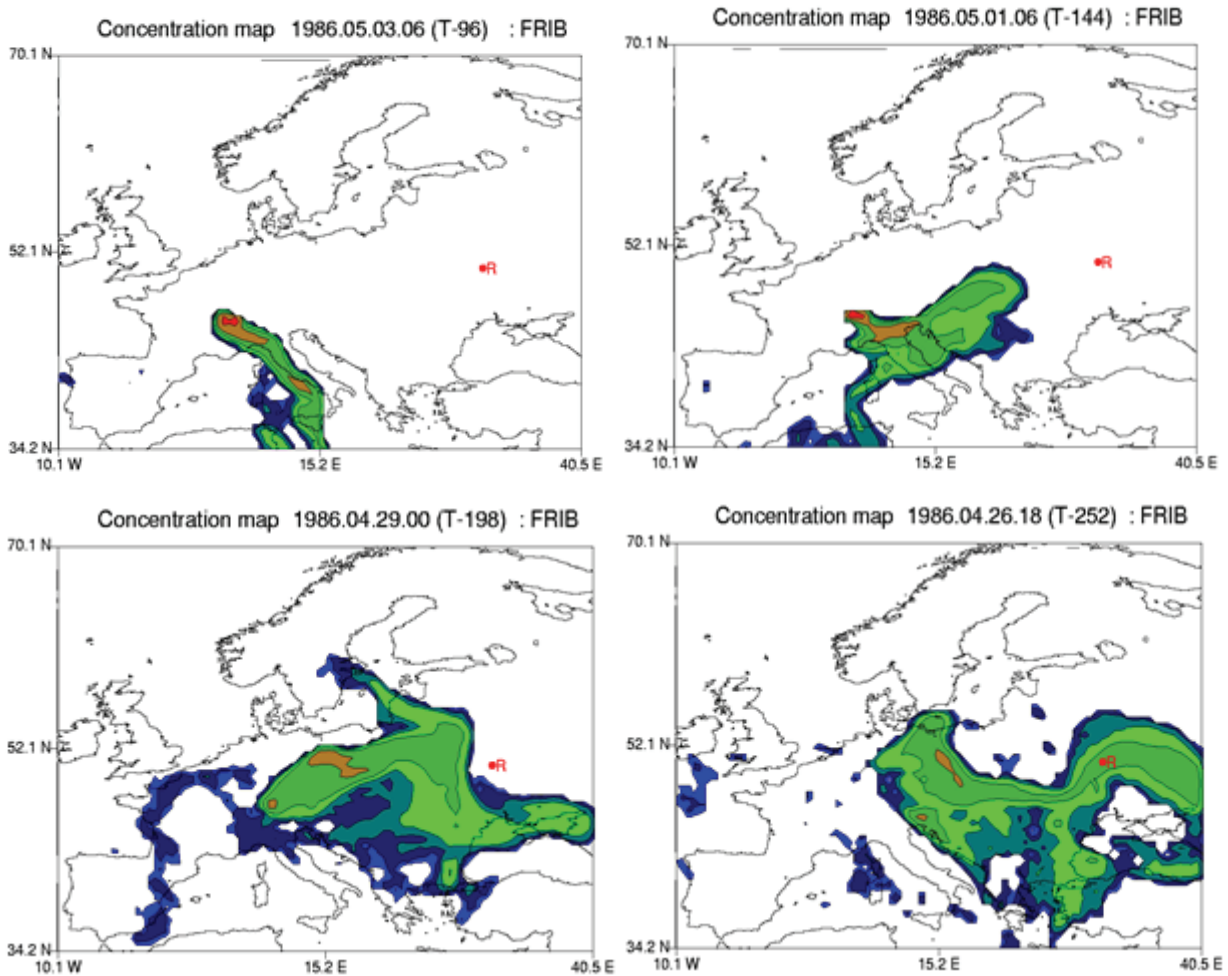 Concentration map 1986.05.03.06 (T-96) : FRIB
70.1 N
52.1 N
R
34.2 N
10.1 W 15.2 E 40.5 E
Concentration map 1986.05.01.06 (T-144) : FRIB
70.1 N
52.1 N
R
34.2 N
10.1 W 15.2 E 40.5 E
Concentration map 1986.04.29.00 (T-198) : FRIB
70.1 N
52.1 N
R
34.2 N
10.1 W 15.2 E 40.5 E
Concentration map 1986.04.26.18 (T-252) : FRIB
70.1 N
52.1 N
R
34.2 N
10.1 W 15.2 E 40.5 E